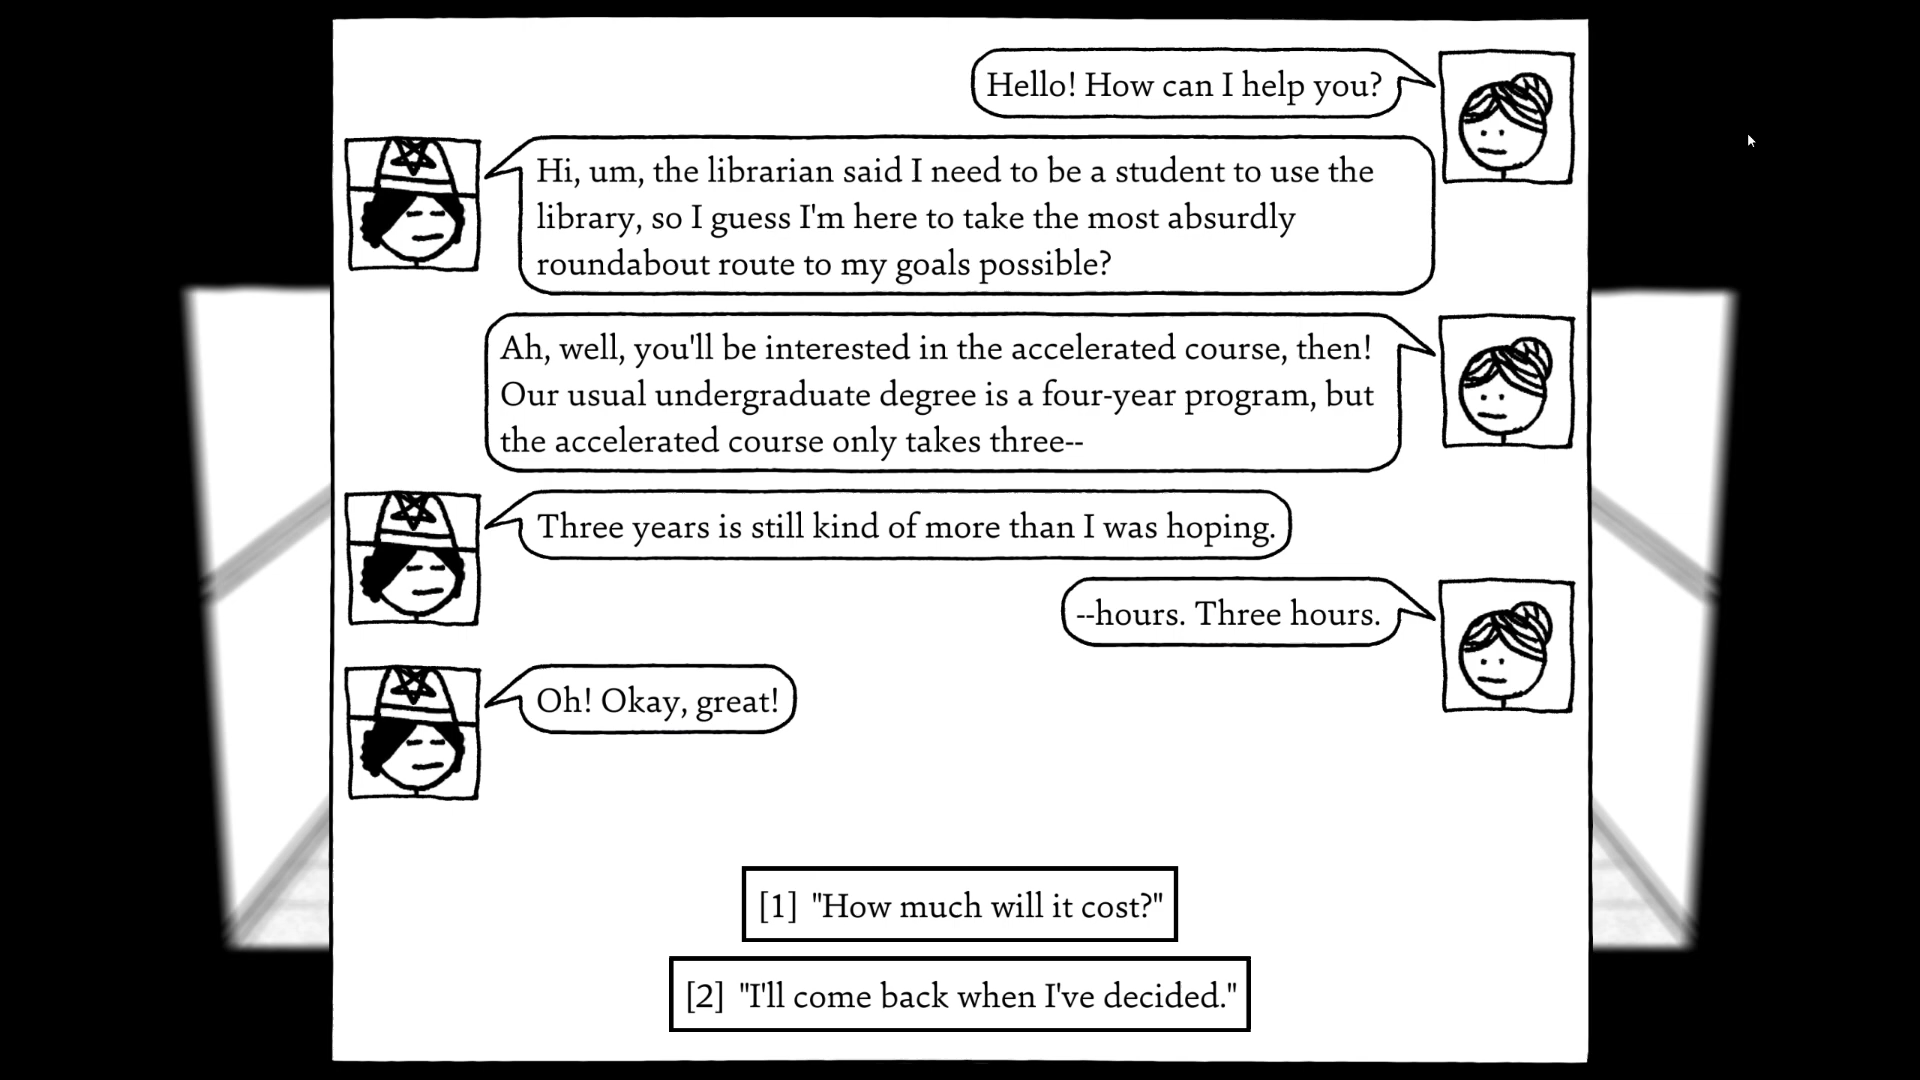 Hello! How can I help you?
Hi, um, the librarian said I need to be a student to use the
library, so I guess I'm here to take the most absurdly
roundabout route to my goals possible?
Ah, well, you'll be interested in the accelerated course, then!
Our usual undergraduate degree is a four-year program, but
the accelerated course only takes three--
Three years is still kind of more than I was hoping.
--hours. Three hours.
Oh! Okay, great!
[1] "How much will it cost?"
[2] "I'll come back when I've decided."